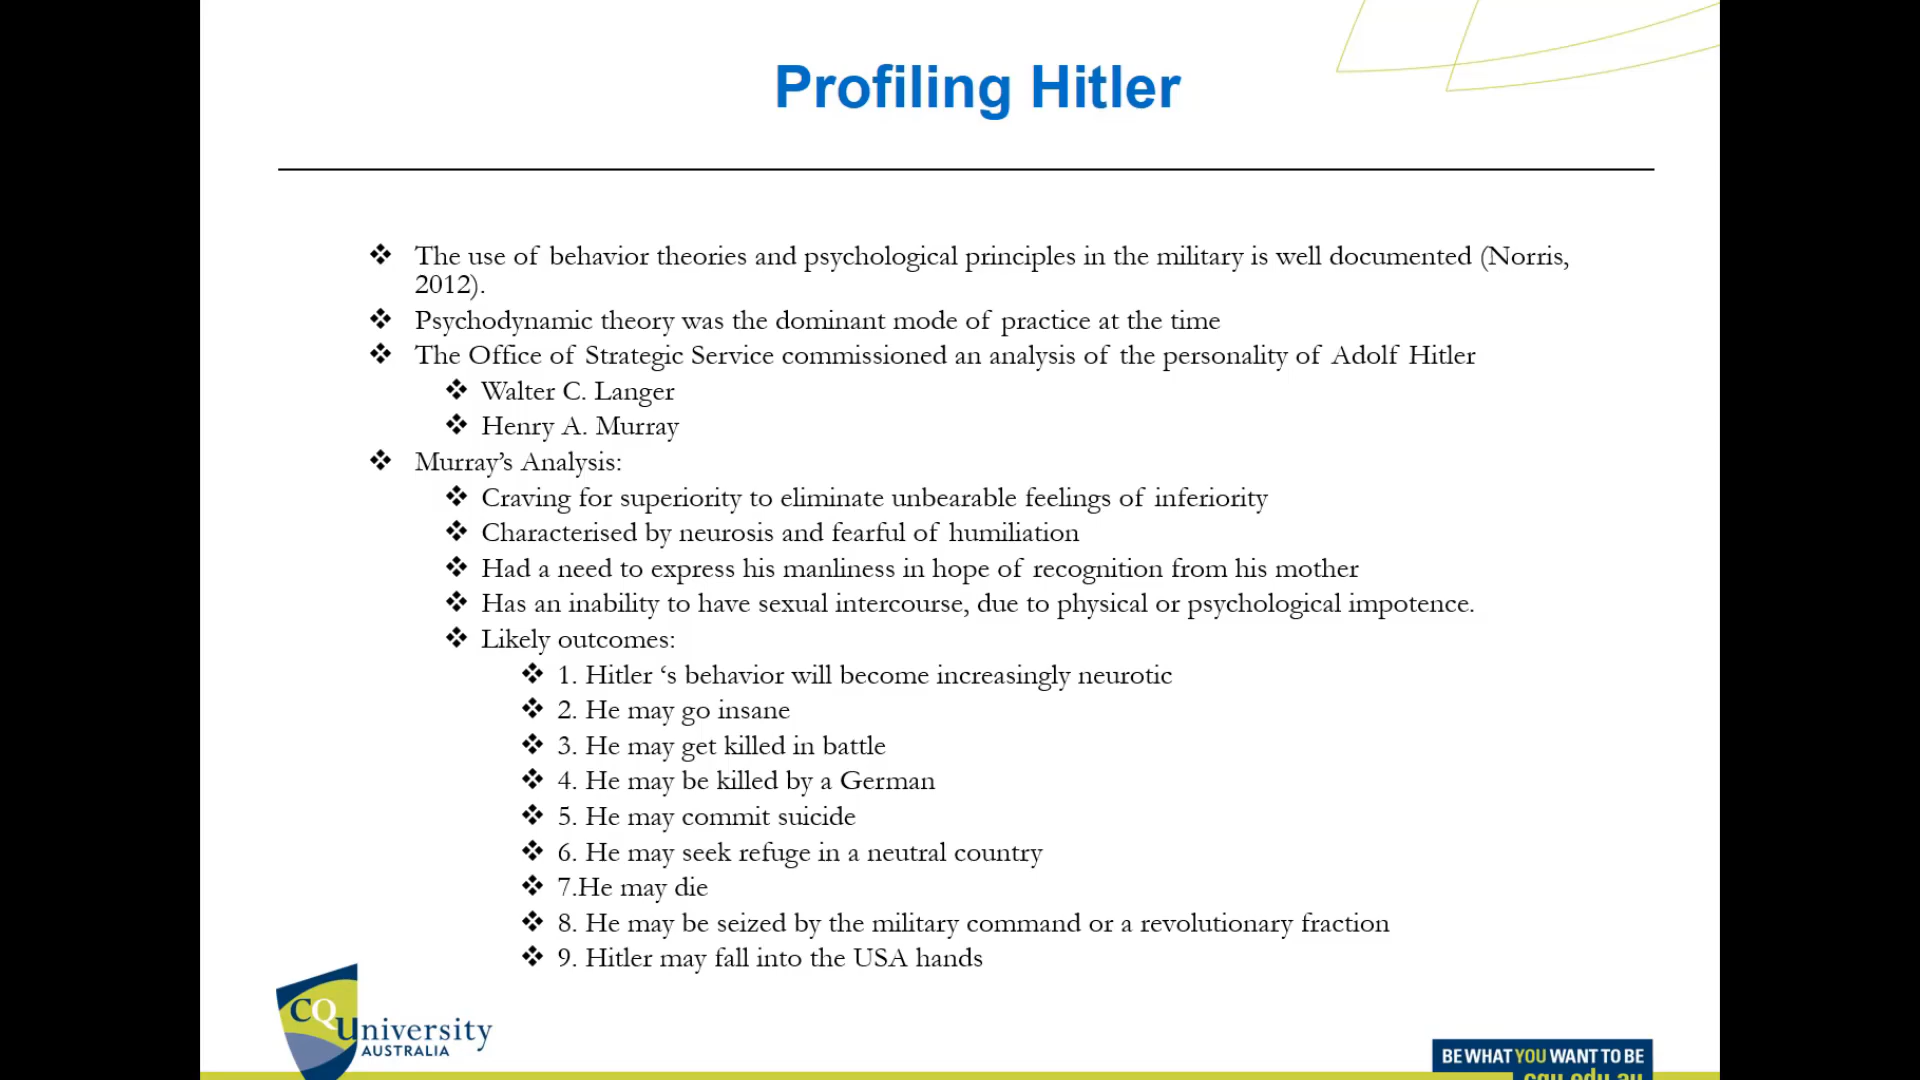 Profiling Hitler
The use of behavior theories and psychological principles in the military is well documented (Norris,
2012).
Psychodynamic theory was the dominant mode of practice at the time
The Office of Strategic Service commissioned an analysis of the personality of Adolf Hitler
Walter C. Langer
Henry A. Murray
Murray’s Analysis:
Craving for superiority to eliminate unbearable feelings of inferiority
Characterised by neurosis and fearful of humiliation
Had a need to express his manliness in hope of recognition from his mother
Has an inability to have sexual intercourse, due to physical or psychological impotence.
Likely outcomes:
1. Hitler ‘s behavior will become increasingly neurotic
2. He may go insane
3. He may get killed in battle
4. He may be killed by a German
5. He may commit suicide
6. He may seek refuge in a neutral country
7.He may die
8. He may be seized by the military command or a revolutionary fraction
9. Hitler may fall into the USA hands
CQUniversity
AUSTRALIA
BE WHAT YOU WANT TO BE
cqu.edu.au